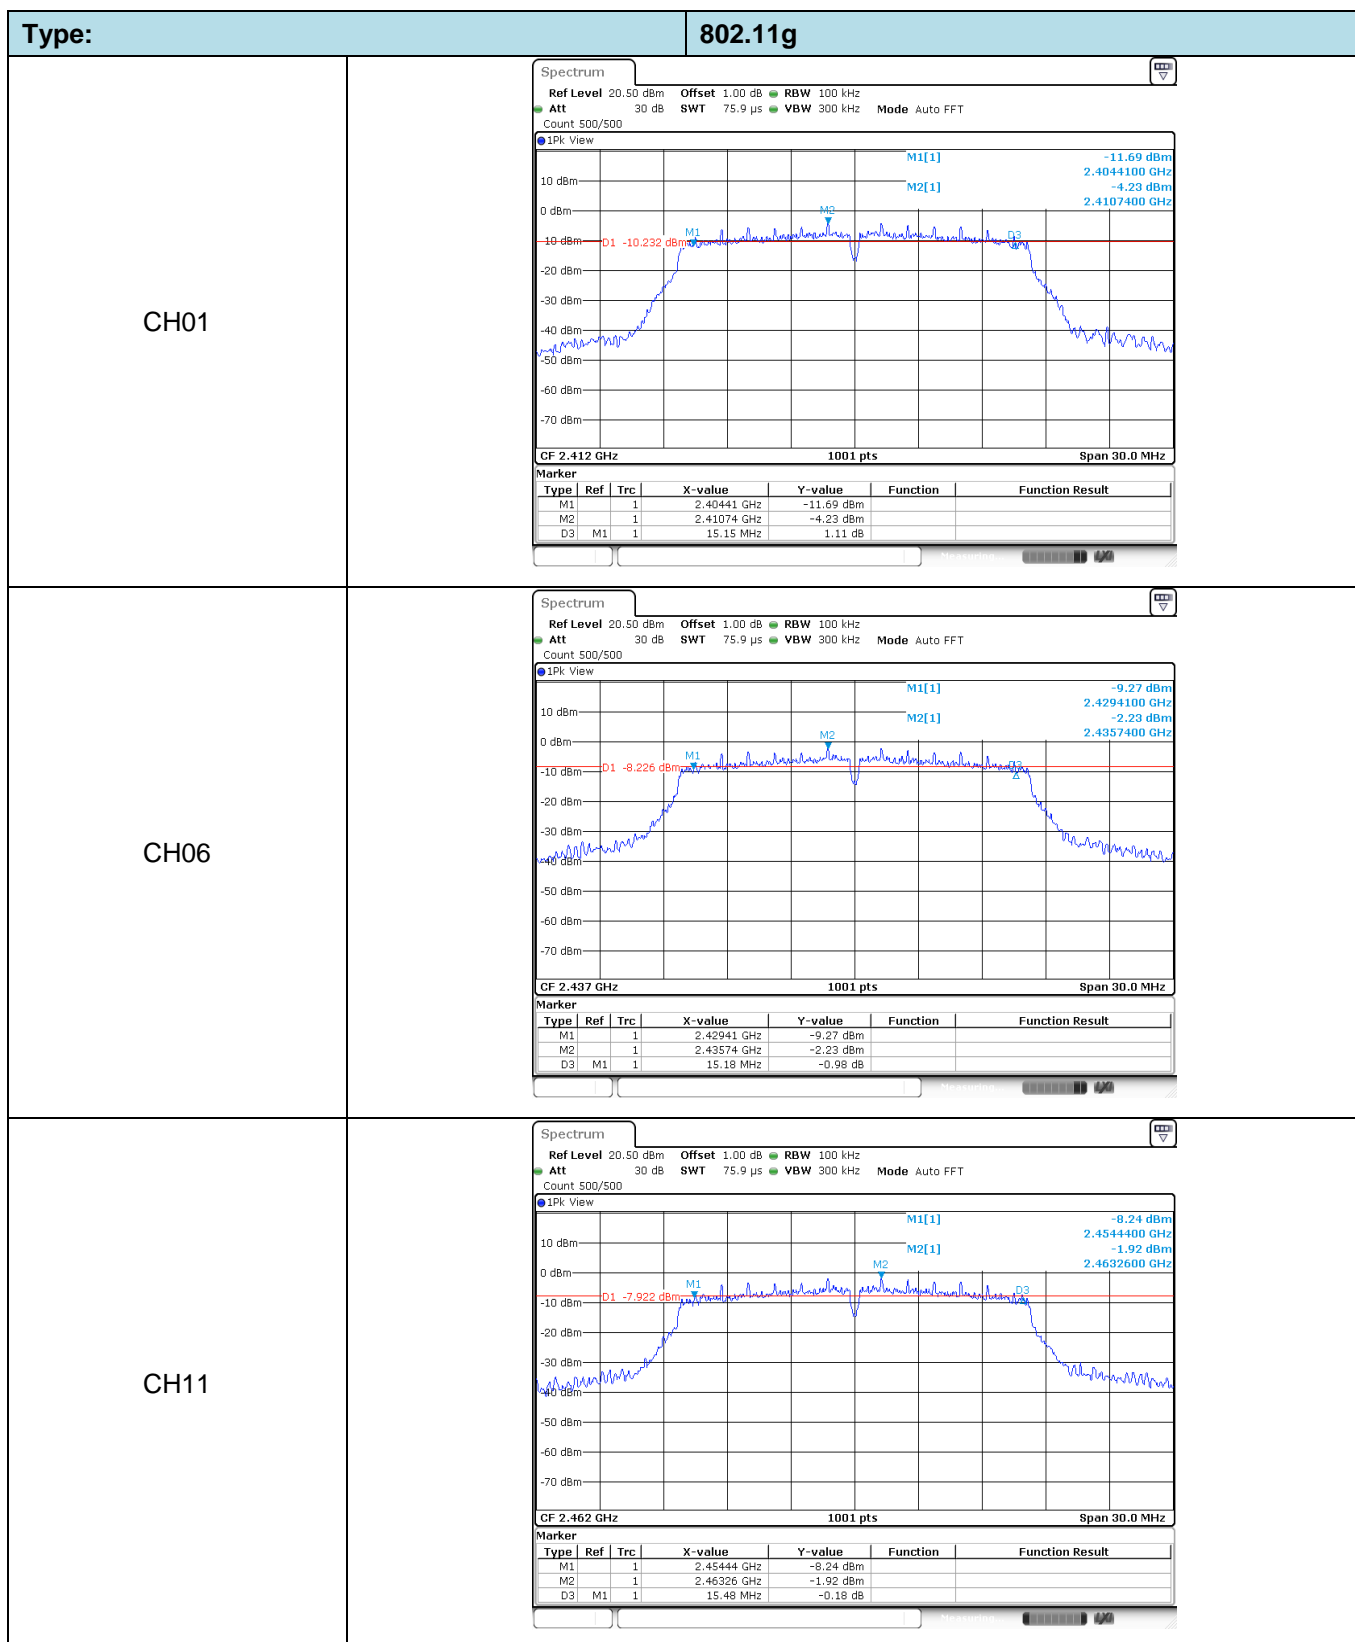 Type: 802.11g
CH01
Spectrum
Ref Level 20.50 dBm Offset 1.00 dB RBW 100 kHz
Att 30 dB SWT 75.9 µs VBW 300 kHz Mode Auto FFT
Count 500/500
1Pk View
M1[1] -11.69 dBm
2.4044100 GHz
10 dBm
M2[1] -4.23 dBm
2.4107400 GHz
0 dBm
M2
M1
D3
-10 dBm
D1 -10.232 dBm
-20 dBm
-30 dBm
-40 dBm
-50 dBm
-60 dBm
-70 dBm
CF 2.412 GHz 1001 pts Span 30.0 MHz
Marker
Type Ref Trc X-value Y-value Function Function Result
M1 1 2.40441 GHz -11.69 dBm
M2 1 2.41074 GHz -4.23 dBm
D3 M1 1 15.15 MHz 1.11 dB
Measuring...
CH06
Spectrum
Ref Level 20.50 dBm Offset 1.00 dB RBW 100 kHz
Att 30 dB SWT 75.9 µs VBW 300 kHz Mode Auto FFT
Count 500/500
1Pk View
M1[1] -9.27 dBm
2.4294100 GHz
10 dBm
M2[1] -2.23 dBm
2.4357400 GHz
M2
0 dBm
M1
D3
D1 -8.226 dBm
-10 dBm
-20 dBm
-30 dBm
-40 dBm
-50 dBm
-60 dBm
-70 dBm
CF 2.437 GHz 1001 pts Span 30.0 MHz
Marker
Type Ref Trc X-value Y-value Function Function Result
M1 1 2.42941 GHz -9.27 dBm
M2 1 2.43574 GHz -2.23 dBm
D3 M1 1 15.18 MHz -0.98 dB
Measuring...
CH11
Spectrum
Ref Level 20.50 dBm Offset 1.00 dB RBW 100 kHz
Att 30 dB SWT 75.9 µs VBW 300 kHz Mode Auto FFT
Count 500/500
1Pk View
M1[1] -8.24 dBm
2.4544400 GHz
10 dBm
M2[1] -1.92 dBm
2.4632600 GHz
M2
0 dBm
M1
D3
D1 -7.922 dBm
-10 dBm
-20 dBm
-30 dBm
-40 dBm
-50 dBm
-60 dBm
-70 dBm
CF 2.462 GHz 1001 pts Span 30.0 MHz
Marker
Type Ref Trc X-value Y-value Function Function Result
M1 1 2.45444 GHz -8.24 dBm
M2 1 2.46326 GHz -1.92 dBm
D3 M1 1 15.48 MHz -0.18 dB
Measuring...